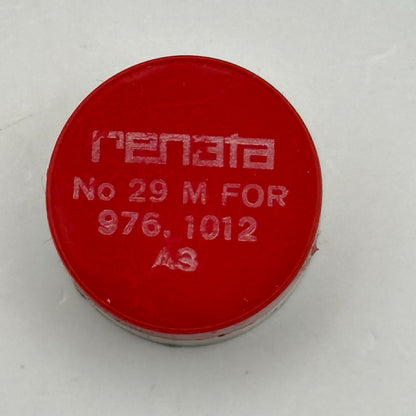 renata
No 29 M FOR
976, 1012
A3